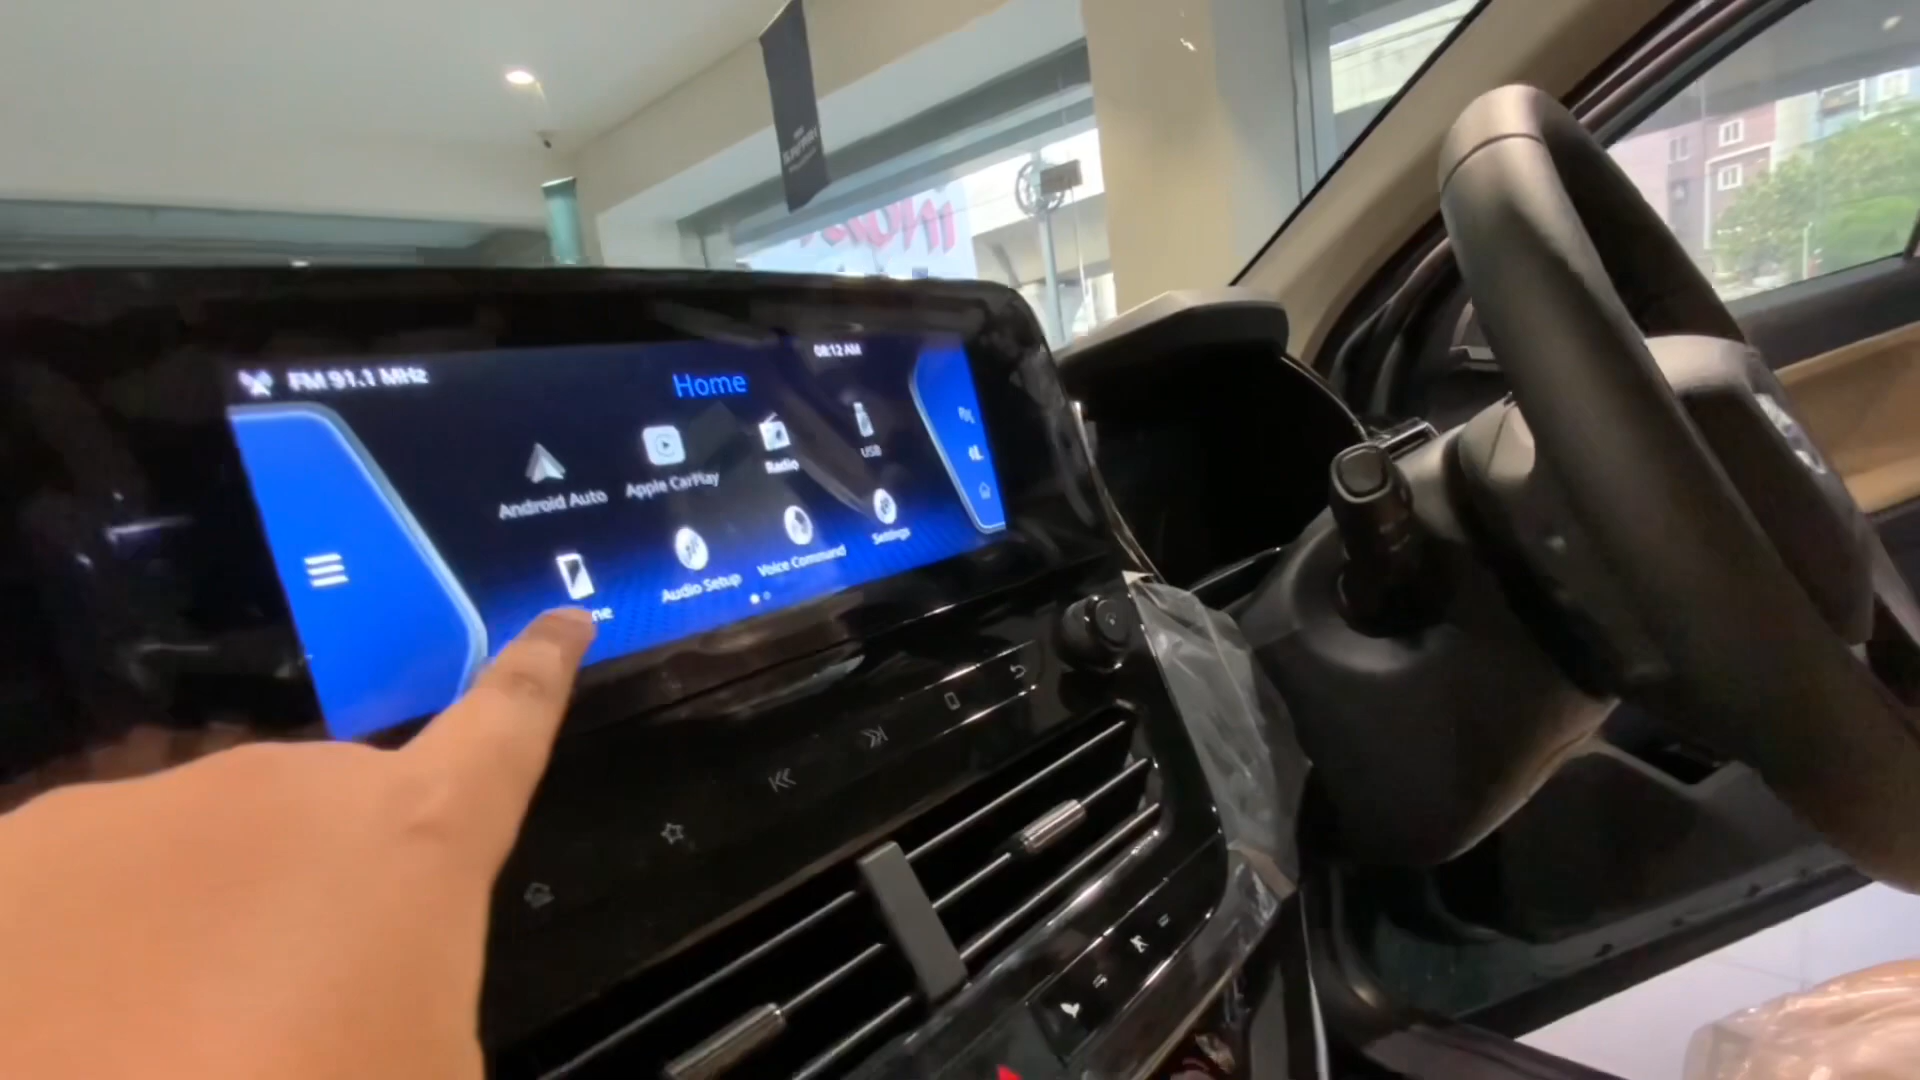 FM 91.1 MHz
08:12 AM
Home
Android Auto
Apple CarPlay
Radio
USB
ne
Audio Setup
Voice Command
Settings